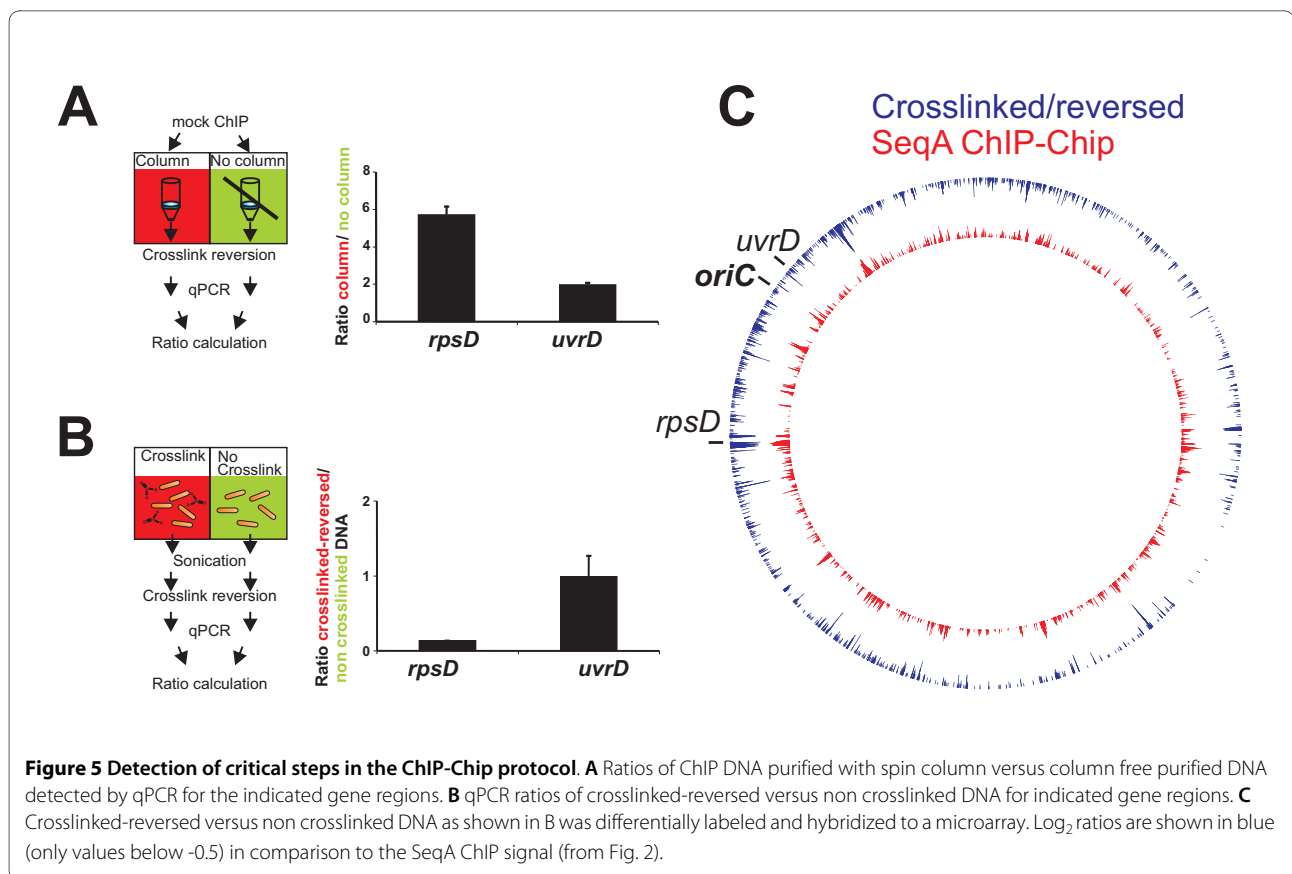 A
mock ChIP
Column
No column
Crosslink reversion
qPCR
Ratio calculation
Ratio column/ no column
8
6
4
2
0
rpsD
uvrD
B
Crosslink
No
Crosslink
Sonication
Crosslink reversion
qPCR
Ratio calculation
Ratio crosslinked-reversed/
non crosslinked DNA
2
1
0
rpsD
uvrD
C
Crosslinked/reversed
SeqA ChIP-Chip
uvrD
oriC
rpsD
Figure 5 Detection of critical steps in the ChIP-Chip protocol. A Ratios of ChIP DNA purified with spin column versus column free purified DNA
detected by qPCR for the indicated gene regions. B qPCR ratios of crosslinked-reversed versus non crosslinked DNA for indicated gene regions. C
Crosslinked-reversed versus non crosslinked DNA as shown in B was differentially labeled and hybridized to a microarray. Log₂ ratios are shown in blue
(only values below -0.5) in comparison to the SeqA ChIP signal (from Fig. 2).